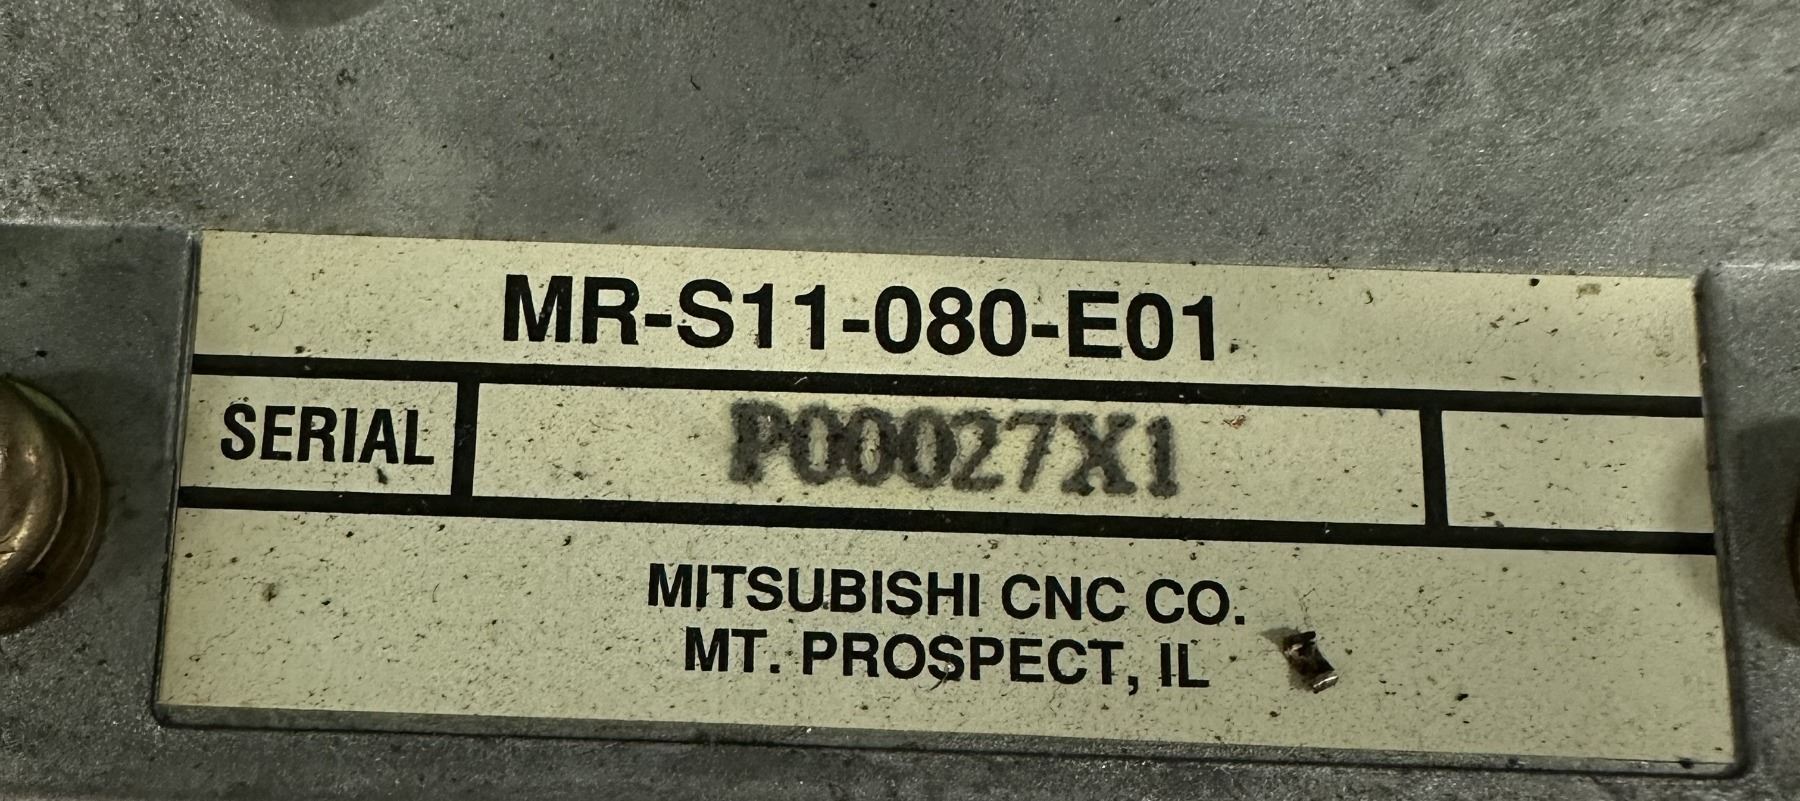 MR-S11-080-E01
SERIAL P00027X1
MITSUBISHI CNC CO.
MT. PROSPECT, IL